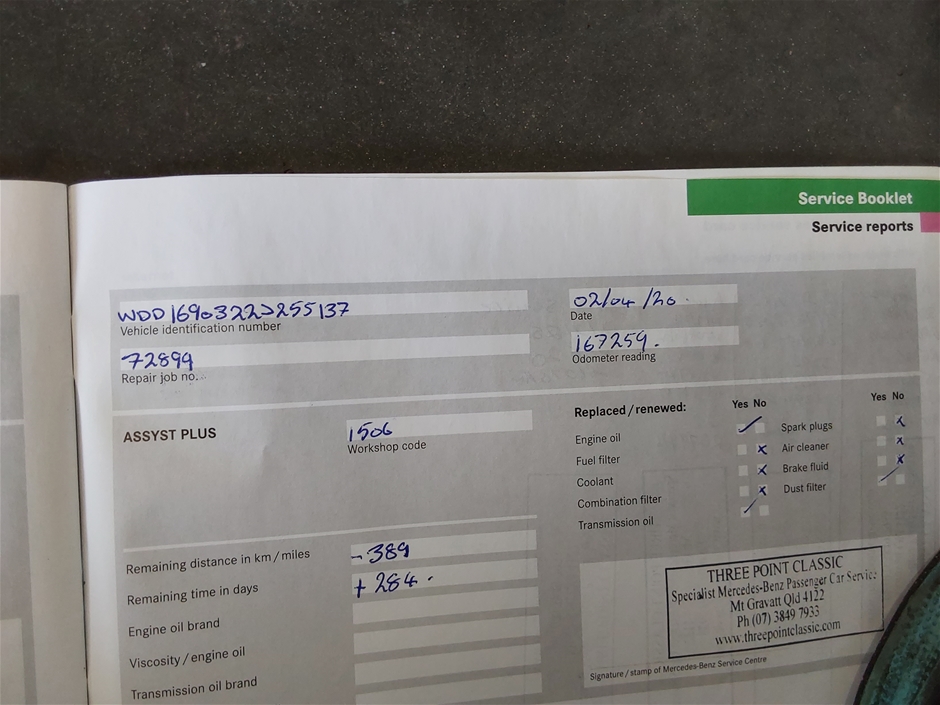 Service Booklet
Service reports
WDD1690322J255137
Vehicle identification number
02/04/20.
Date
72899
Repair job no...
167259.
Odometer reading
ASSYST PLUS
1506
Workshop code
Replaced/renewed:
Yes No
Yes No
Engine oil
Spark plugs
Fuel filter
Air cleaner
Coolant
Brake fluid
Combination filter
Dust filter
Transmission oil
Remaining distance in km/miles
- 389
Remaining time in days
+ 284.
Engine oil brand
Viscosity/engine oil
Transmission oil brand
THREE POINT CLASSIC
Specialist Mercedes-Benz Passenger Car Service
Mt Gravatt Qld 4122
Ph (07) 3849 7933
www.threepointclassic.com
Signature/stamp of Mercedes-Benz Service Centre